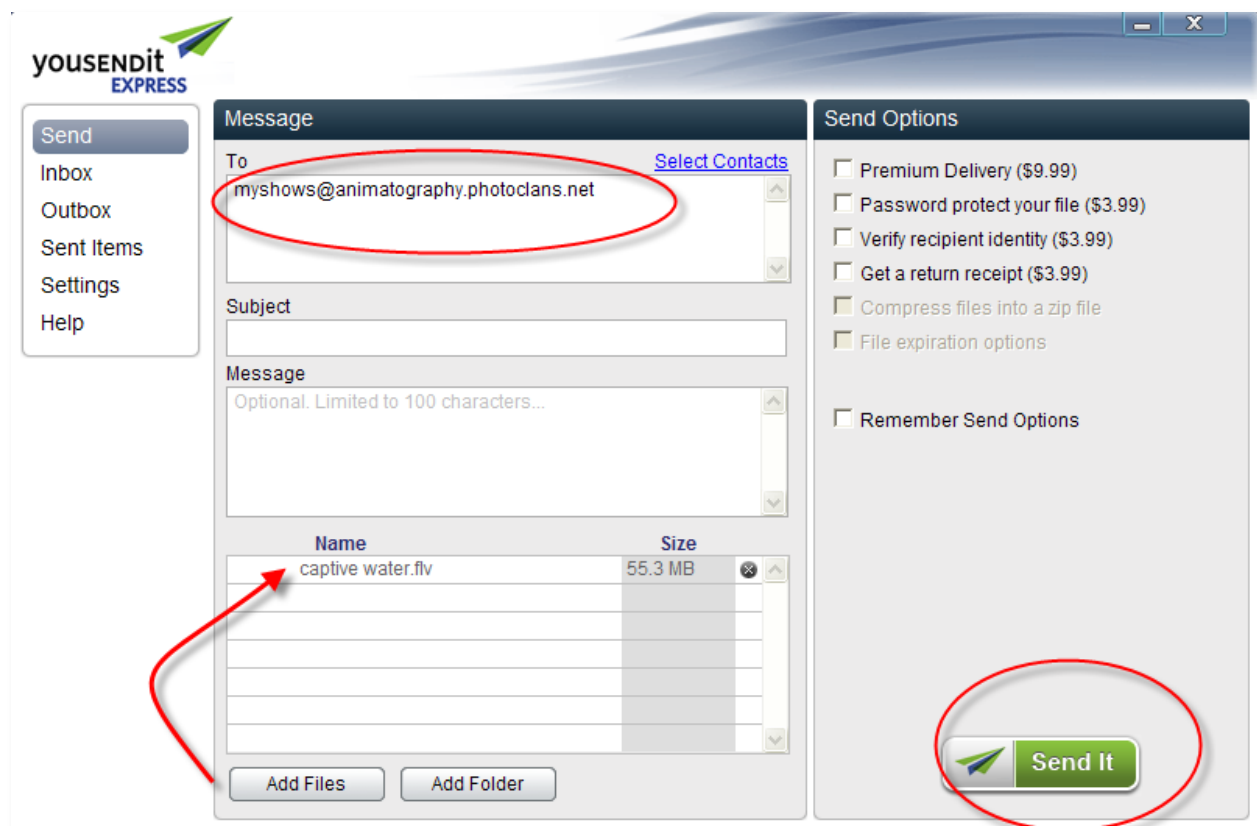 yousendit
EXPRESS
X
Send
Inbox
Outbox
Sent Items
Settings
Help
Message
To
Select Contacts
myshows@animatography.photoclans.net
Subject
Message
Optional. Limited to 100 characters...
Name Size
captive water.flv 55.3 MB
Add Files Add Folder
Send Options
Premium Delivery ($9.99)
Password protect your file ($3.99)
Verify recipient identity ($3.99)
Get a return receipt ($3.99)
Compress files into a zip file
File expiration options
Remember Send Options
Send It